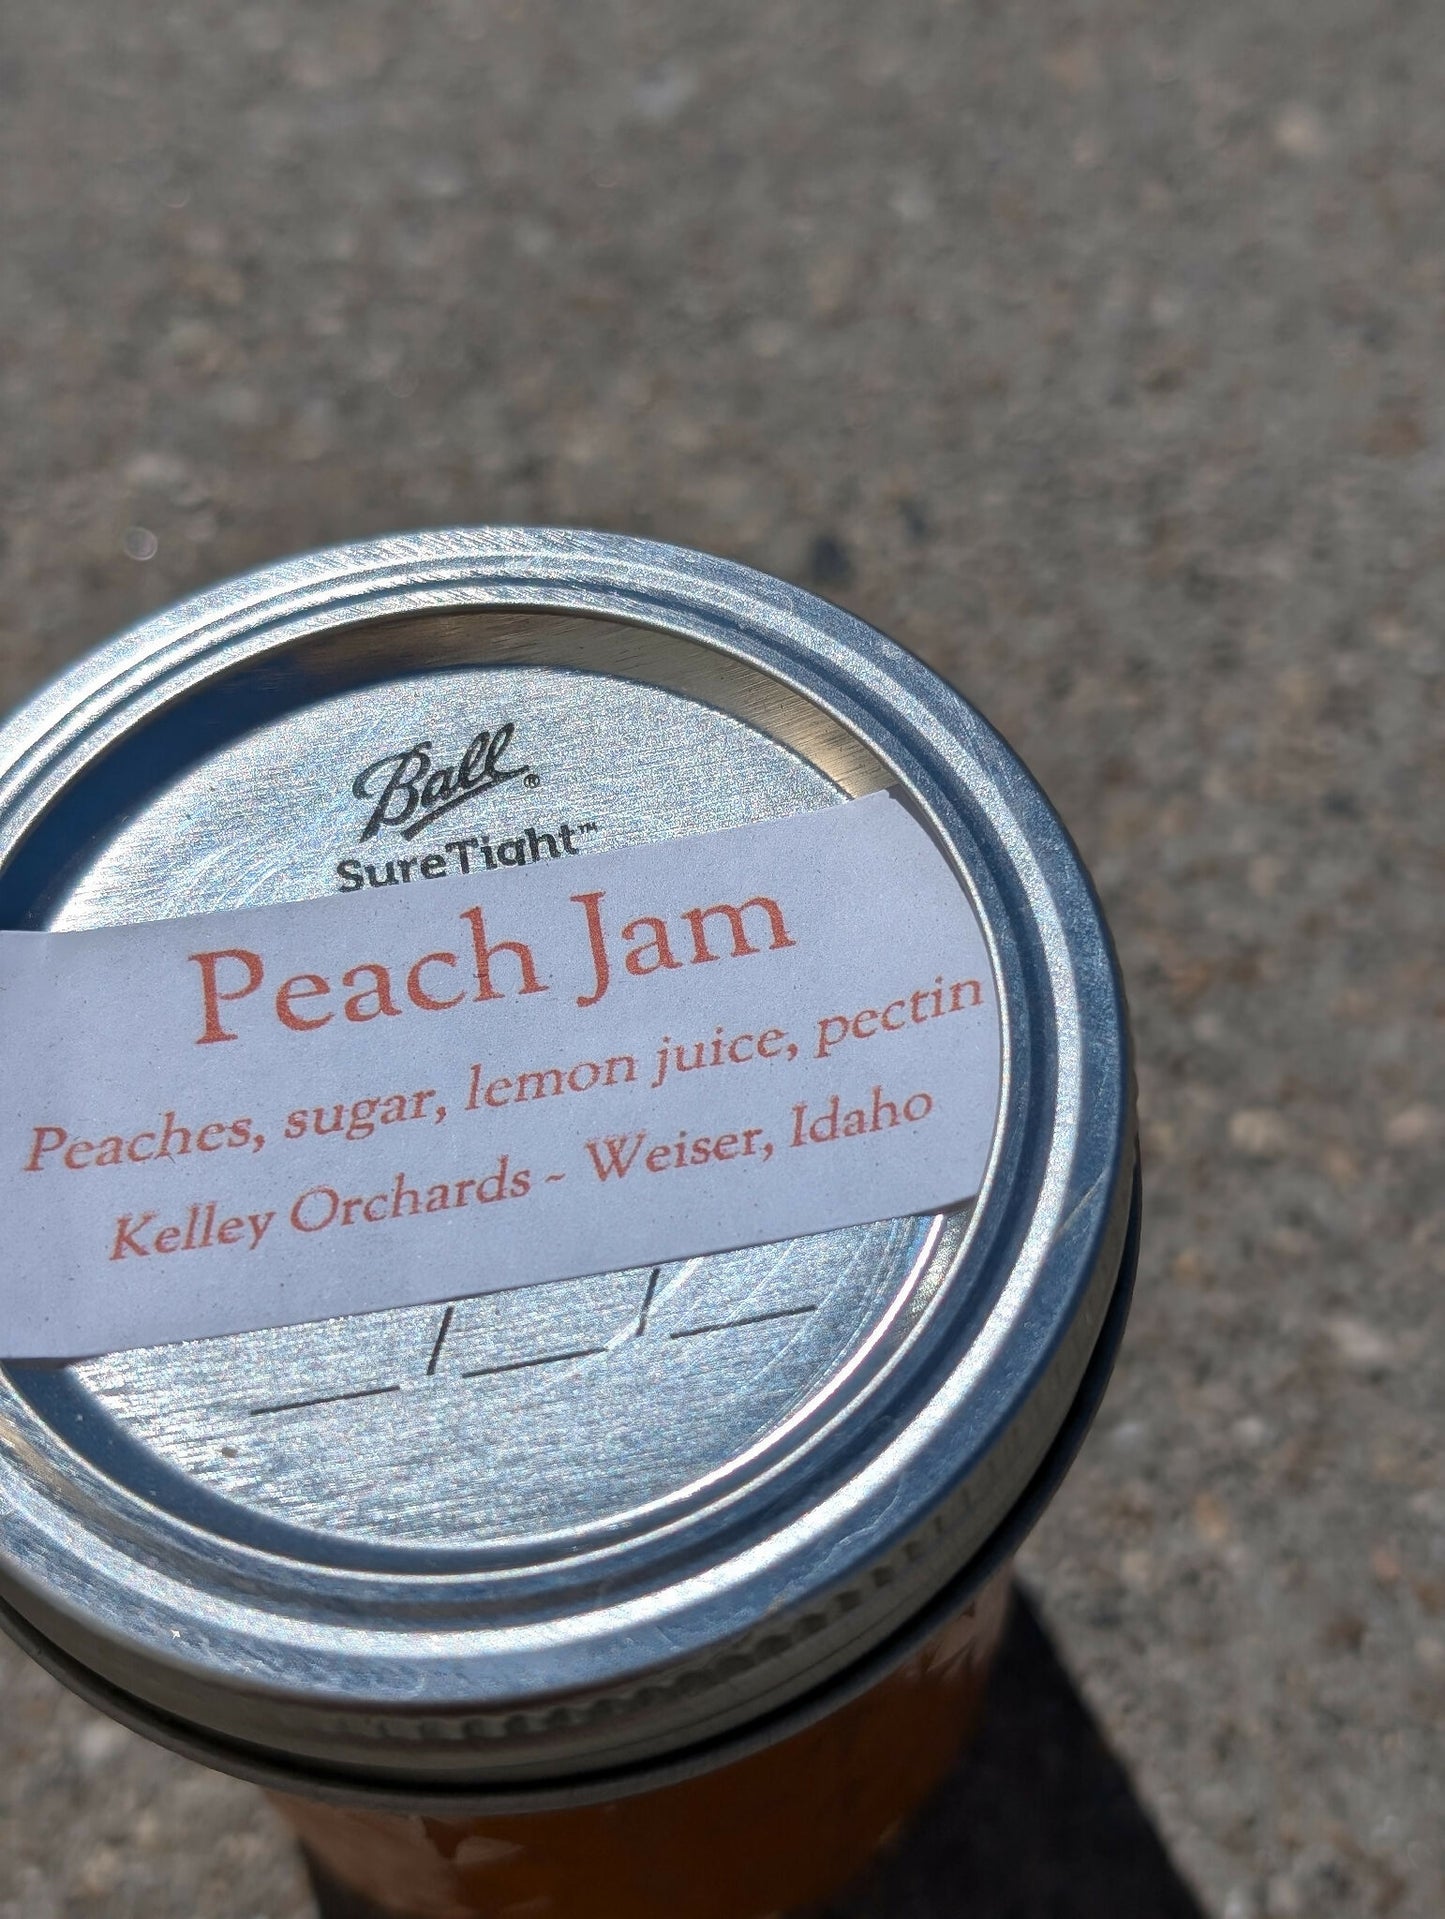 Ball®
SureTight™
Peach Jam
Peaches, sugar, lemon juice, pectin
Kelley Orchards ~ Weiser, Idaho